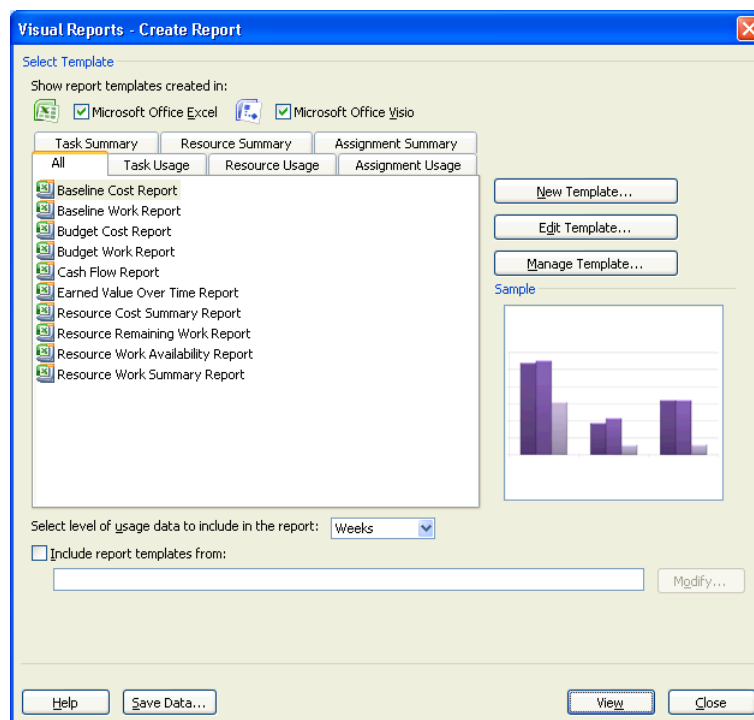 Visual Reports - Create Report
Select Template
Show report templates created in:
Microsoft Office Excel Microsoft Office Visio
Task Summary Resource Summary Assignment Summary
All Task Usage Resource Usage Assignment Usage
Baseline Cost Report
Baseline Work Report
Budget Cost Report
Budget Work Report
Cash Flow Report
Earned Value Over Time Report
Resource Cost Summary Report
Resource Remaining Work Report
Resource Work Availability Report
Resource Work Summary Report
New Template...
Edit Template...
Manage Template...
Sample
Select level of usage data to include in the report: Weeks
Include report templates from:
Modify...
Help Save Data... View Close